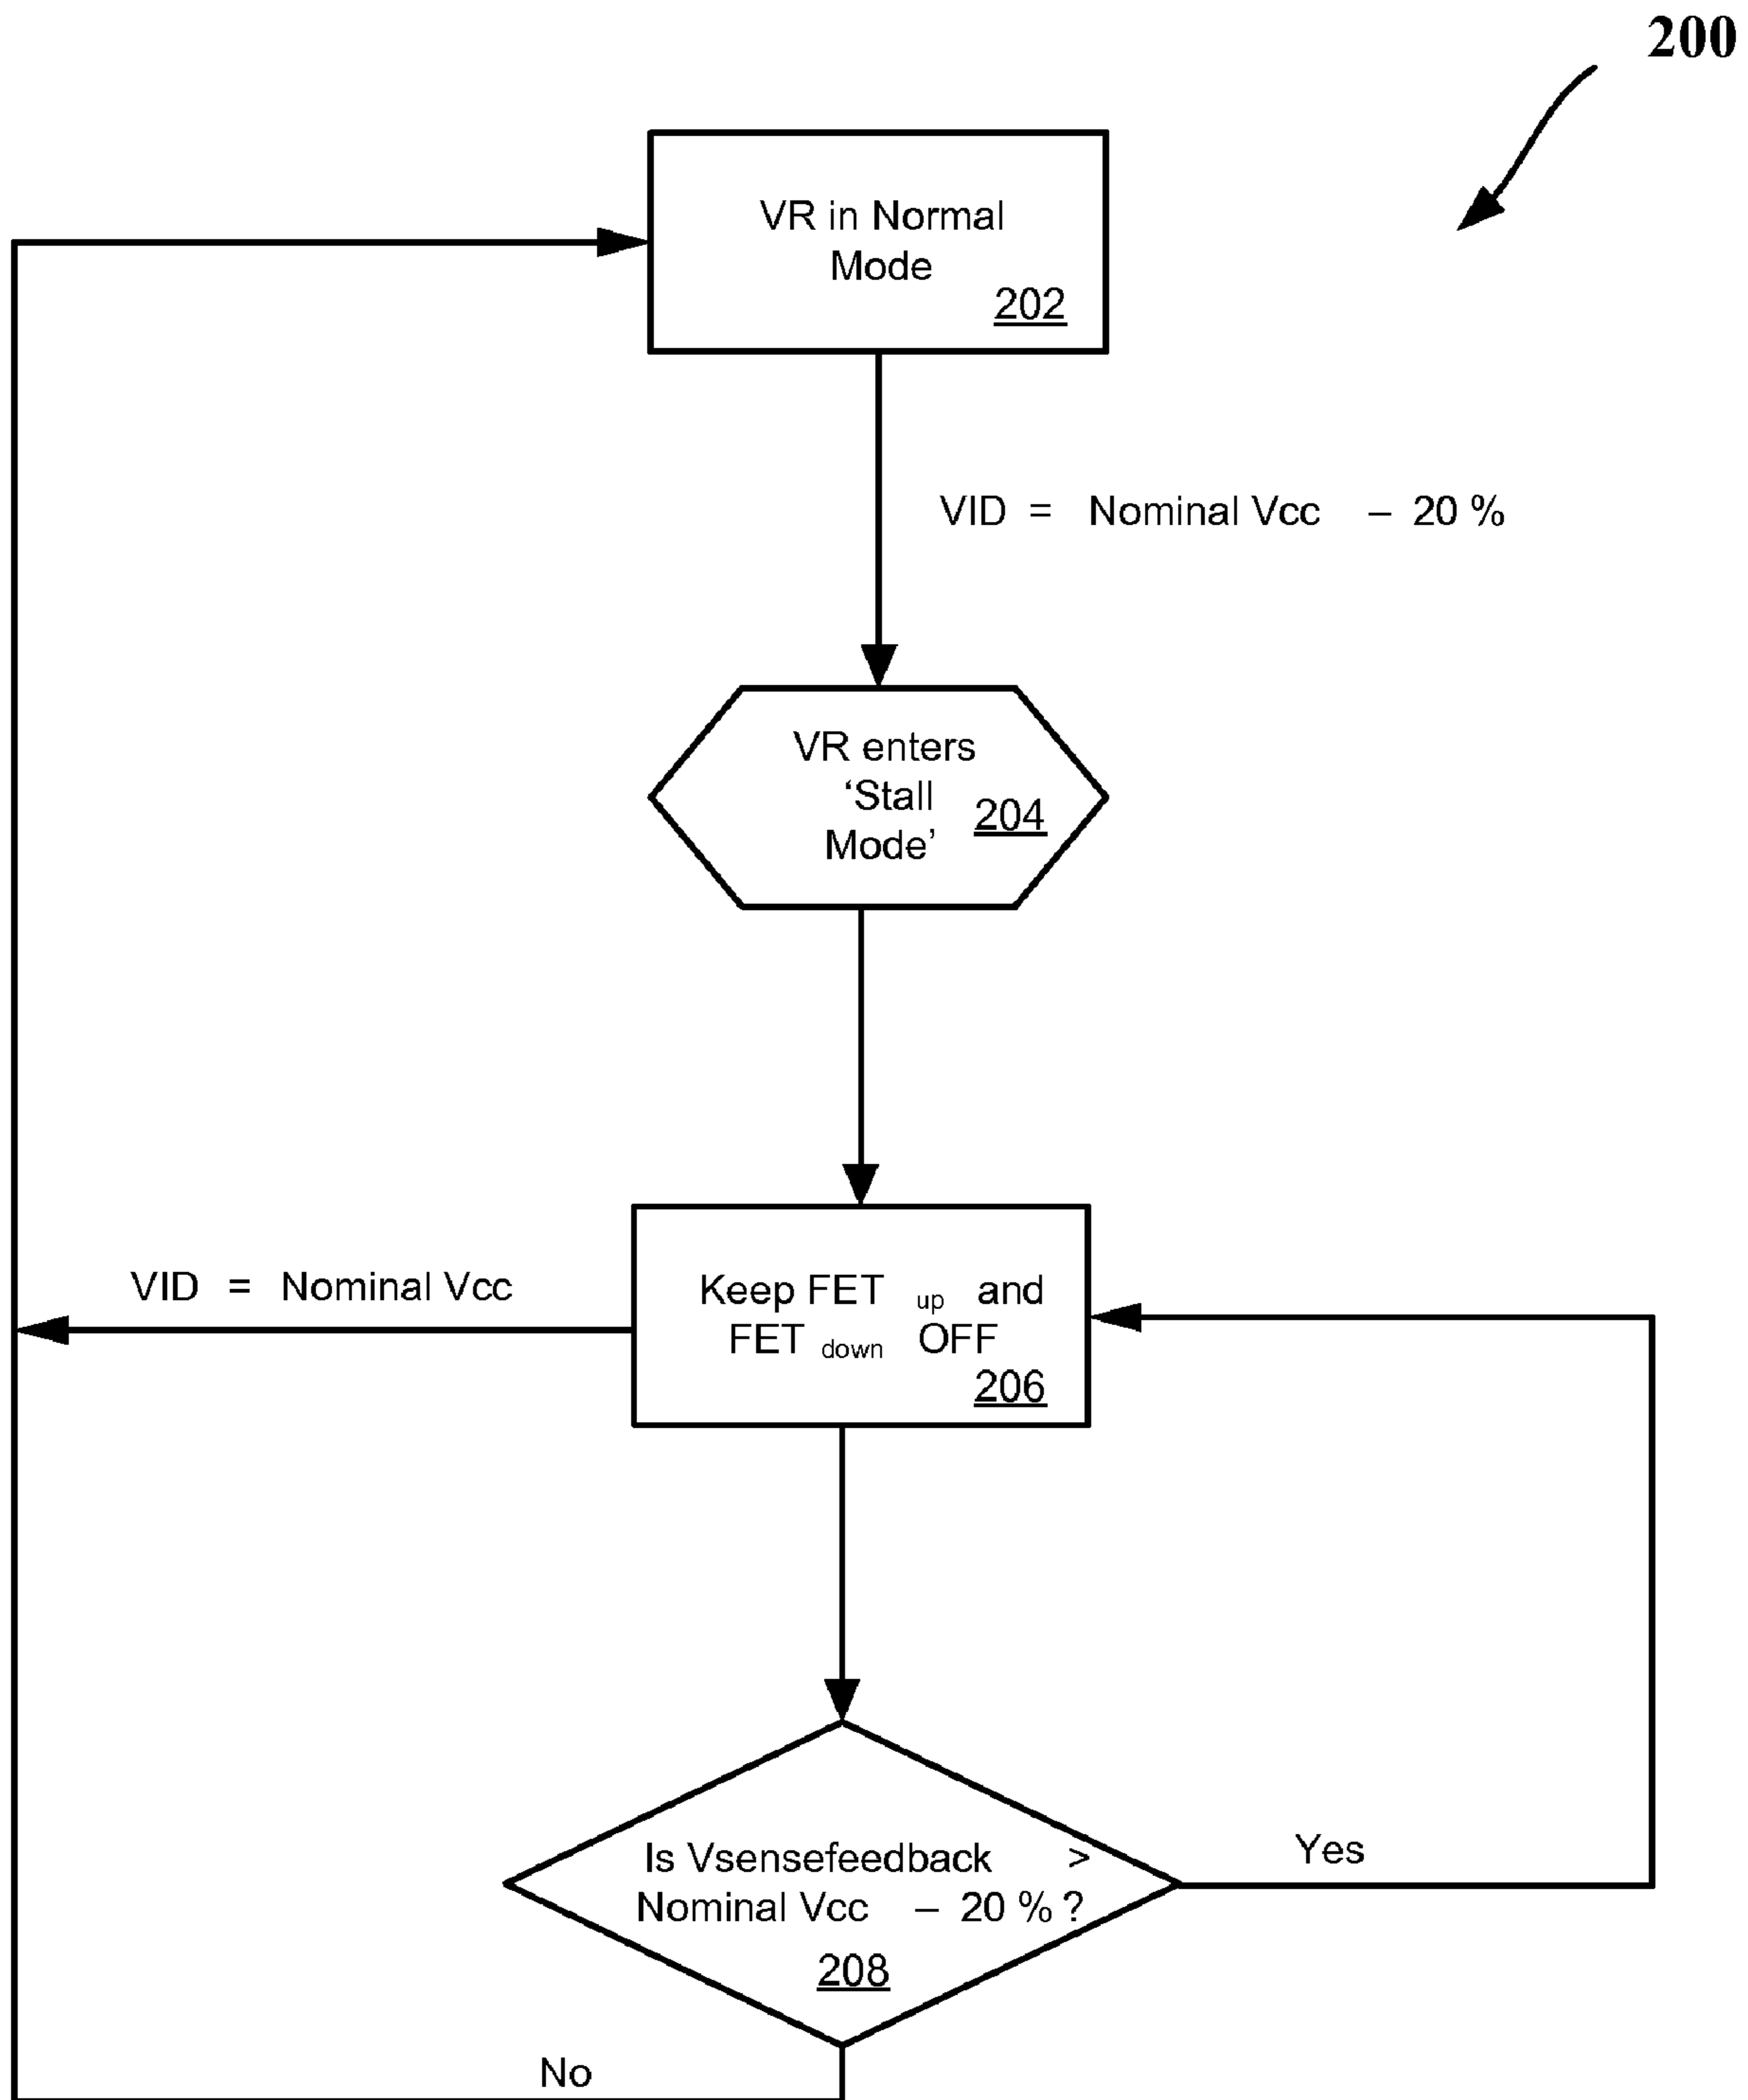 200
VR in Normal
Mode
202
VID = Nominal Vcc – 20 %
VR enters
‘Stall
Mode’
204
VID = Nominal Vcc
Keep FET up and
FET down OFF
206
Is Vsensefeedback >
Nominal Vcc – 20 % ?
208
Yes
No